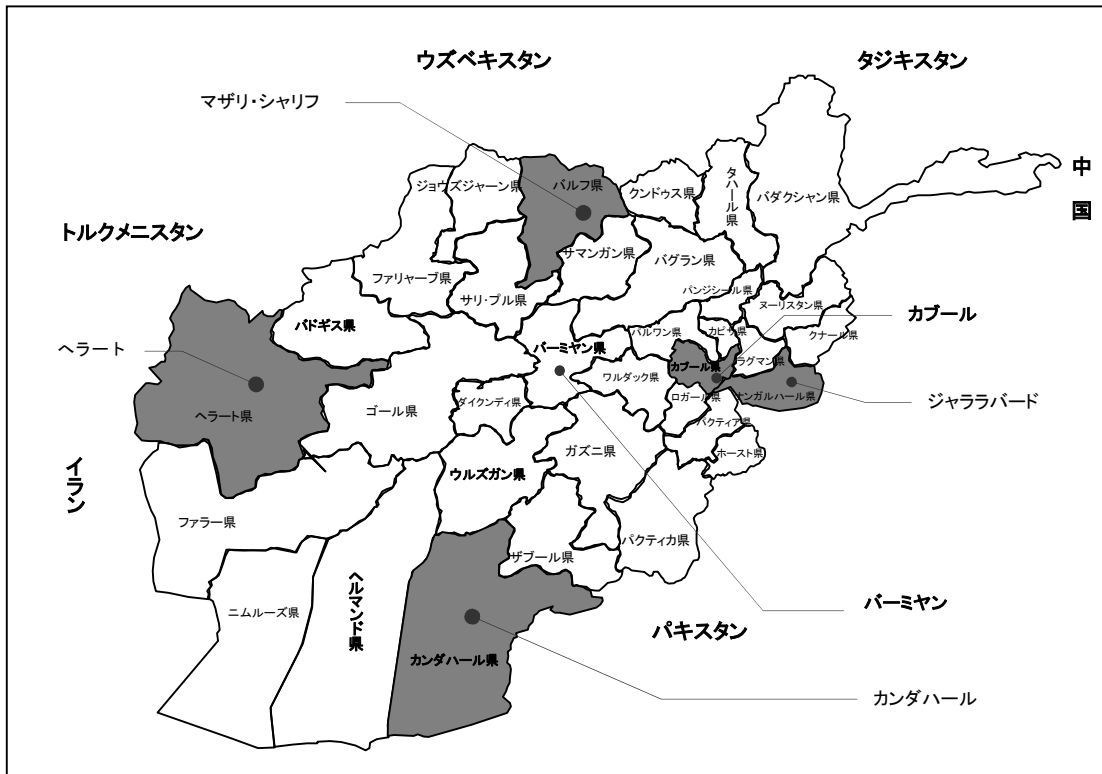 ウズベキスタン
タジキスタン
マザリ・シャリフ
中国
ジョウズジャーン県
バルフ県
クンドゥス県
タハール県
バダクシャン県
トルクメニスタン
サマンガン県
バグラン県
ファリャーブ県
サリ・プル県
パンジシール県
ヌーリスタン県
カブール
バドギス県
バルワン県
カピサ県
クナール県
ヘラート
バーミヤン県
カブール県
ラグマン県
ワルダック県
ヘラート県
ゴール県
ダイクンディ県
ロガール県
ナンガルハール県
ジャララバード
パクティア県
イラン
ウルズガン県
ガズニ県
ホースト県
ファラー県
ザブール県
パクティカ県
ヘルマンド県
ニムルーズ県
バーミヤン
パキスタン
カンダハール県
カンダハール